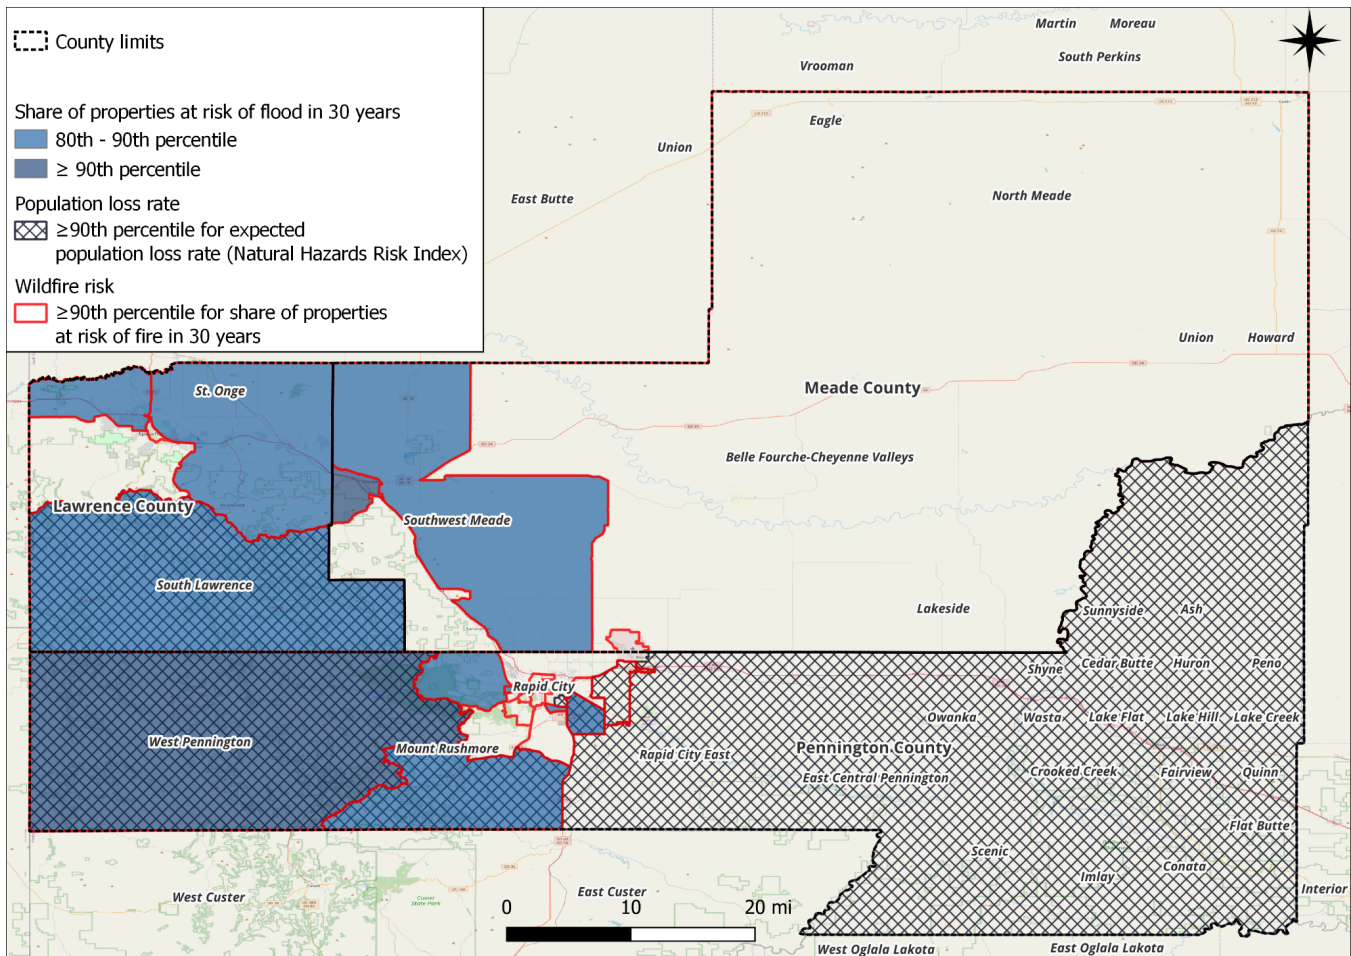 County limits
Share of properties at risk of flood in 30 years
80th - 90th percentile
≥ 90th percentile
Population loss rate
≥90th percentile for expected
population loss rate (Natural Hazards Risk Index)
Wildfire risk
≥90th percentile for share of properties
at risk of fire in 30 years
Martin
Moreau
South Perkins
Vrooman
Eagle
Union
East Butte
North Meade
Union
Howard
Meade County
St. Onge
Belle Fourche-Cheyenne Valleys
Lawrence County
Southwest Meade
South Lawrence
Lakeside
Sunnyside
Ash
Shyne
Cedar Butte
Huron
Peno
Rapid City
Owanka
Wasta
Lake Flat
Lake Hill
Lake Creek
West Pennington
Mount Rushmore
Rapid City East
Pennington County
East Central Pennington
Crooked Creek
Fairview
Quinn
Flat Butte
Scenic
Imlay
Conata
Interior
West Custer
East Custer
Custer
State Park
0 10 20 mi
West Oglala Lakota
East Oglala Lakota